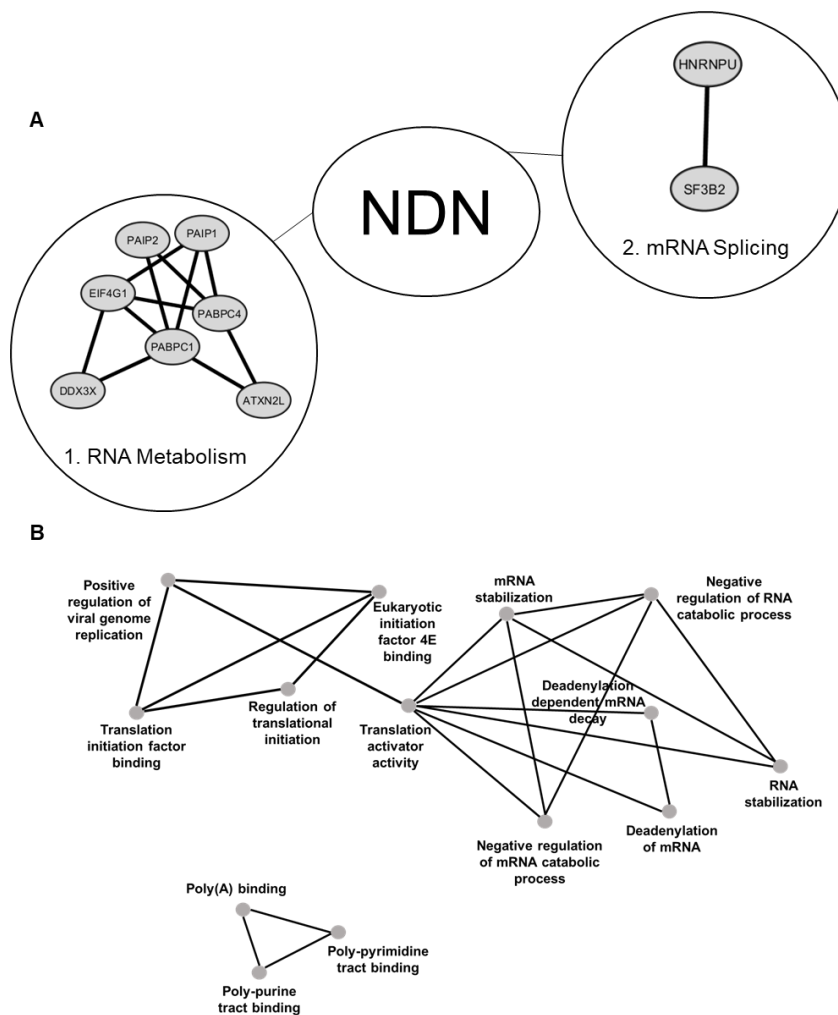 A
HNRNPU
SF3B2
2. mRNA Splicing
NDN
PAIP2
PAIP1
EIF4G1
PABPC4
PABPC1
DDX3X
ATXN2L
1. RNA Metabolism
B
Positive
regulation of
viral genome
replication
Eukaryotic
initiation
factor 4E
binding
Translation
initiation factor
binding
Regulation of
translational
initiation
mRNA
stabilization
Negative
regulation of RNA
catabolic process
Deadenylation
dependent mRNA
decay
Translation
activator
activity
RNA
stabilization
Negative regulation
of mRNA catabolic
process
Deadenylation
of mRNA
Poly(A) binding
Poly-pyrimidine
tract binding
Poly-purine
tract binding